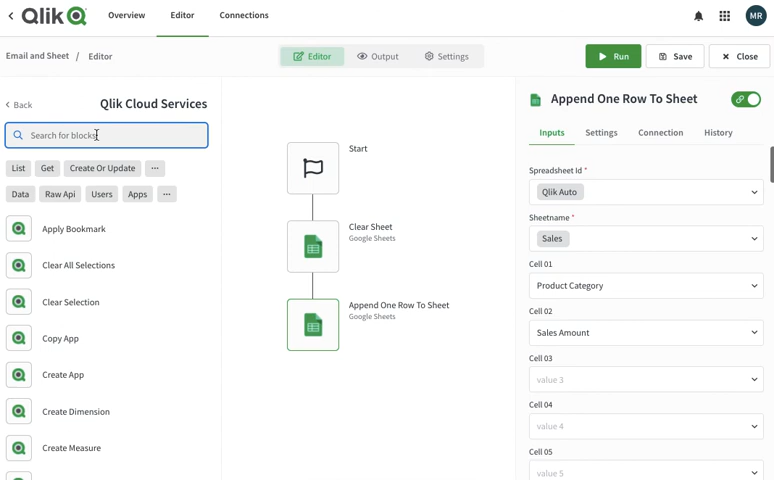 Qlik
Overview
Editor
Connections
MR
Email and Sheet / Editor
Editor
Output
Settings
Run
Save
Close
Back
Qlik Cloud Services
Search for blocks
List
Get
Create Or Update
...
Data
Raw Api
Users
Apps
...
Apply Bookmark
Clear All Selections
Clear Selection
Copy App
Create App
Create Dimension
Create Measure
Start
Clear Sheet
Google Sheets
Append One Row To Sheet
Google Sheets
Append One Row To Sheet
Inputs
Settings
Connection
History
Spreadsheet Id *
Qlik Auto
Sheetname *
Sales
Cell 01
Product Category
Cell 02
Sales Amount
Cell 03
value 3
Cell 04
value 4
Cell 05
value 5